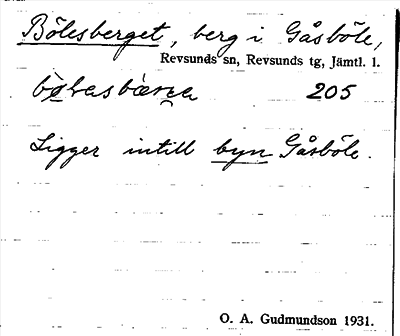 Bölesberget, berg i Gåsböle,
Revsunds sn, Revsunds tg, Jämtl. l.
205
Ligger intill byn Gåsböle.
O. A. Gudmundson 1931.